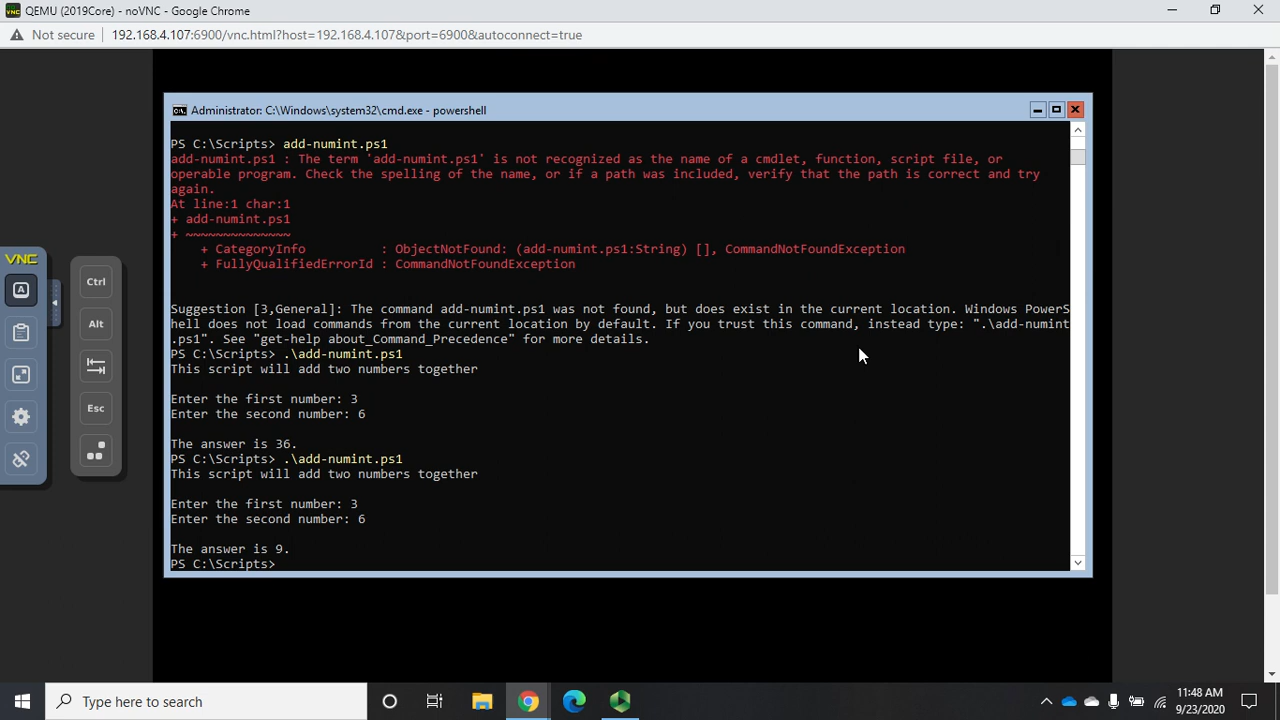 QEMU (2019Core) - noVNC - Google Chrome
Not secure 192.168.4.107:6900/vnc.html?host=192.168.4.107&port=6900&autoconnect=true
Administrator: C:\Windows\system32\cmd.exe - powershell
PS C:\Scripts> add-numint.ps1
add-numint.ps1 : The term 'add-numint.ps1' is not recognized as the name of a cmdlet, function, script file, or
operable program. Check the spelling of the name, or if a path was included, verify that the path is correct and try
again.
At line:1 char:1
+ add-numint.ps1
+ ~~~~~~~~~~~~~~
+ CategoryInfo : ObjectNotFound: (add-numint.ps1:String) [], CommandNotFoundException
+ FullyQualifiedErrorId : CommandNotFoundException
Suggestion [3,General]: The command add-numint.ps1 was not found, but does exist in the current location. Windows PowerS
hell does not load commands from the current location by default. If you trust this command, instead type: ".\add-numint
.ps1". See "get-help about_Command_Precedence" for more details.
PS C:\Scripts> .\add-numint.ps1
This script will add two numbers together
Enter the first number: 3
Enter the second number: 6
The answer is 36.
PS C:\Scripts> .\add-numint.ps1
This script will add two numbers together
Enter the first number: 3
Enter the second number: 6
The answer is 9.
PS C:\Scripts>
VNC
A
Ctrl
Alt
Esc
Type here to search
11:48 AM
9/23/2020